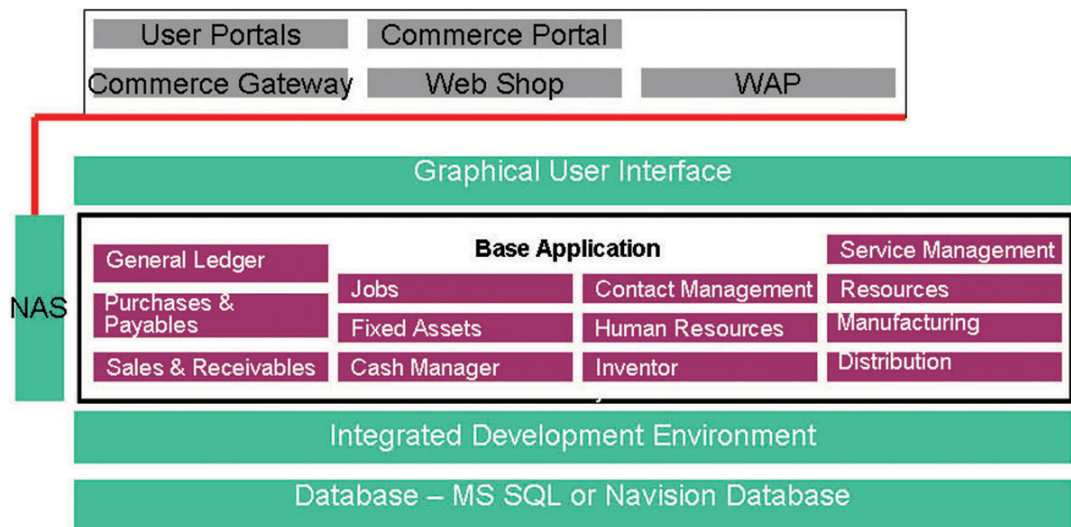 User Portals
Commerce Portal
Commerce Gateway
Web Shop
WAP
Graphical User Interface
NAS
Base Application
General Ledger
Purchases &
Payables
Sales & Receivables
Jobs
Fixed Assets
Cash Manager
Contact Management
Human Resources
Inventor
y
Service Management
Resources
Manufacturing
Distribution
Integrated Development Environment
Database – MS SQL or Navision Database